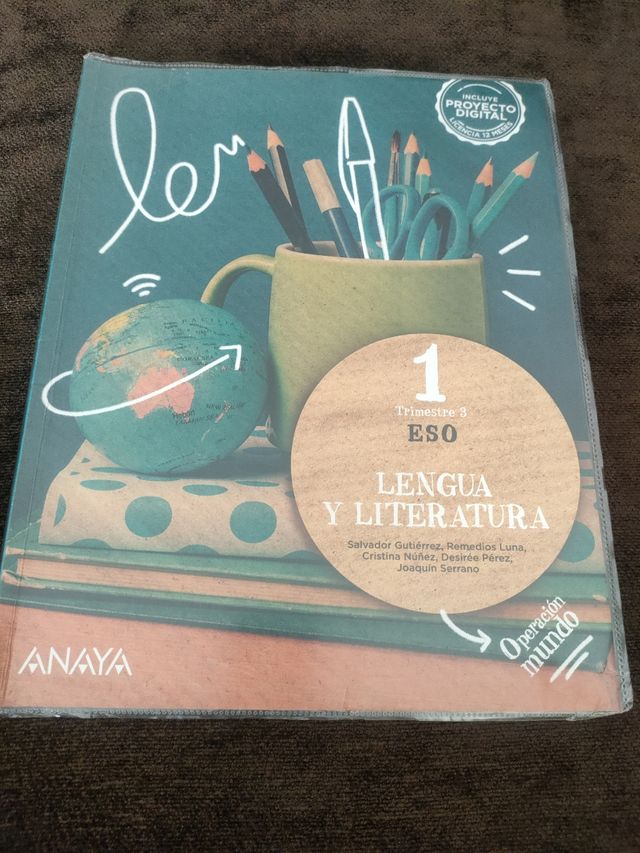 len
INCLUYE
PROYECTO
DIGITAL
LICENCIA 12 MESES
1
Trimestre 3
ESO
LENGUA
Y LITERATURA
Salvador Gutiérrez, Remedios Luna,
Cristina Núñez, Desirée Pérez,
Joaquín Serrano
Operación
mundo
ANAYA